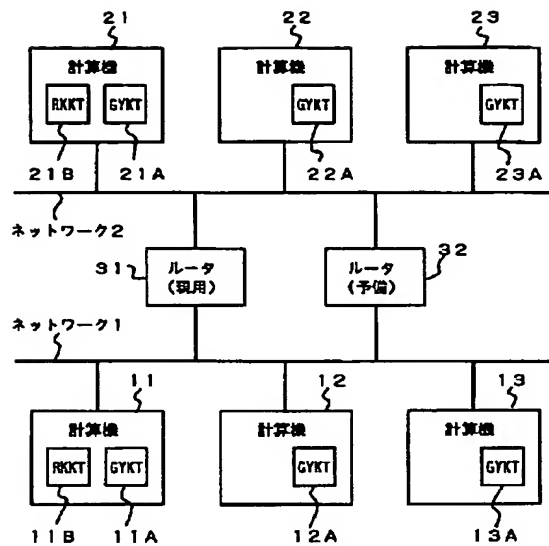 21
22
23
計算機
計算機
計算機
RKKT
GYKT
GYKT
GYKT
21B
21A
22A
23A
ネットワーク2
31
ルータ
(現用)
ルータ
(予備)
32
ネットワーク1
11
12
13
計算機
計算機
計算機
RKKT
GYKT
GYKT
GYKT
11B
11A
12A
13A